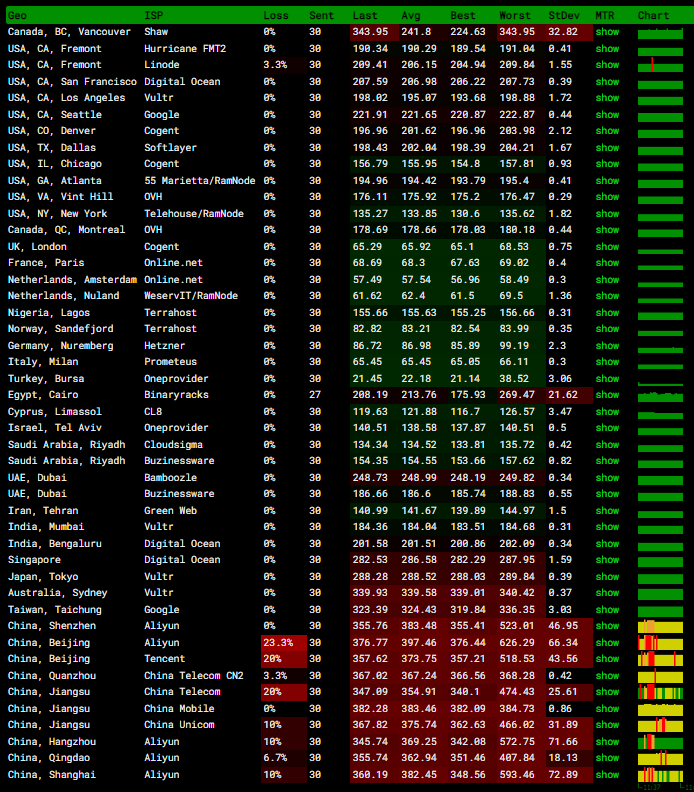 Geo ISP Loss Sent Last Avg Best Worst StDev MTR Chart
Canada, BC, Vancouver Shaw 0% 30 343.95 241.8 224.63 343.95 32.82 show
USA, CA, Fremont Hurricane FMT2 0% 30 190.34 190.29 189.54 191.04 0.41 show
USA, CA, Fremont Linode 3.3% 30 209.41 206.15 204.94 209.84 1.55 show
USA, CA, San Francisco Digital Ocean 0% 30 207.59 206.98 206.22 207.73 0.39 show
USA, CA, Los Angeles Vultr 0% 30 198.02 195.07 193.68 198.88 1.72 show
USA, CA, Seattle Google 0% 30 221.91 221.65 220.87 222.87 0.44 show
USA, CO, Denver Cogent 0% 30 196.96 201.62 196.96 203.98 2.12 show
USA, TX, Dallas Softlayer 0% 30 198.43 202.04 198.39 204.21 1.67 show
USA, IL, Chicago Cogent 0% 30 156.79 155.95 154.8 157.81 0.93 show
USA, GA, Atlanta 55 Marietta/RamNode 0% 30 194.96 194.42 193.79 195.4 0.41 show
USA, VA, Vint Hill OVH 0% 30 176.11 175.92 175.2 176.47 0.29 show
USA, NY, New York Telehouse/RamNode 0% 30 135.27 133.85 130.6 135.62 1.82 show
Canada, QC, Montreal OVH 0% 30 178.69 178.66 178.03 180.18 0.44 show
UK, London Cogent 0% 30 65.29 65.92 65.1 68.53 0.75 show
France, Paris Online.net 0% 30 68.69 68.3 67.63 69.02 0.4 show
Netherlands, Amsterdam Online.net 0% 30 57.49 57.54 56.96 58.49 0.3 show
Netherlands, Nuland WeservIT/RamNode 0% 30 61.62 62.4 61.5 69.5 1.36 show
Nigeria, Lagos Terrahost 0% 30 155.66 155.63 155.25 156.66 0.31 show
Norway, Sandefjord Terrahost 0% 30 82.82 83.21 82.54 83.99 0.35 show
Germany, Nuremberg Hetzner 0% 30 86.72 86.98 85.89 99.19 2.3 show
Italy, Milan Prometeus 0% 30 65.45 65.45 65.05 66.11 0.3 show
Turkey, Bursa Oneprovider 0% 30 21.45 22.18 21.14 38.52 3.06 show
Egypt, Cairo Binaryracks 0% 27 208.19 213.76 175.93 269.47 21.62 show
Cyprus, Limassol CL8 0% 30 119.63 121.88 116.7 126.57 3.47 show
Israel, Tel Aviv Oneprovider 0% 30 140.51 138.58 137.87 140.51 0.5 show
Saudi Arabia, Riyadh Cloudsigma 0% 30 134.34 134.52 133.81 135.72 0.42 show
Saudi Arabia, Riyadh Buzinessware 0% 30 154.35 154.55 153.66 157.62 0.82 show
UAE, Dubai Bamboozle 0% 30 248.73 248.99 248.19 249.82 0.34 show
UAE, Dubai Buzinessware 0% 30 186.66 186.6 185.74 188.83 0.55 show
Iran, Tehran Green Web 0% 30 140.99 141.67 139.89 144.97 1.5 show
India, Mumbai Vultr 0% 30 184.36 184.04 183.51 184.68 0.31 show
India, Bengaluru Digital Ocean 0% 30 201.58 201.51 200.86 202.09 0.34 show
Singapore Digital Ocean 0% 30 282.53 286.58 282.29 287.95 1.59 show
Japan, Tokyo Vultr 0% 30 288.28 288.52 288.03 289.84 0.39 show
Australia, Sydney Vultr 0% 30 339.93 339.58 339.01 340.42 0.37 show
Taiwan, Taichung Google 0% 30 323.39 324.43 319.84 336.35 3.03 show
China, Shenzhen Aliyun 0% 30 355.76 383.48 355.41 523.01 46.95 show
China, Beijing Aliyun 23.3% 30 376.77 397.46 376.44 626.29 66.34 show
China, Beijing Tencent 20% 30 357.62 373.75 357.21 518.53 43.56 show
China, Quanzhou China Telecom CN2 3.3% 30 367.02 367.24 366.56 368.28 0.42 show
China, Jiangsu China Telecom 20% 30 347.09 354.91 340.1 474.43 25.61 show
China, Jiangsu China Mobile 0% 30 382.28 383.46 382.09 384.73 0.86 show
China, Jiangsu China Unicom 10% 30 367.82 375.74 362.63 466.02 31.89 show
China, Hangzhou Aliyun 10% 30 345.74 369.25 342.08 572.75 71.66 show
China, Qingdao Aliyun 6.7% 30 355.74 362.94 351.46 407.84 18.13 show
China, Shanghai Aliyun 10% 30 360.19 382.45 348.56 593.46 72.89 show